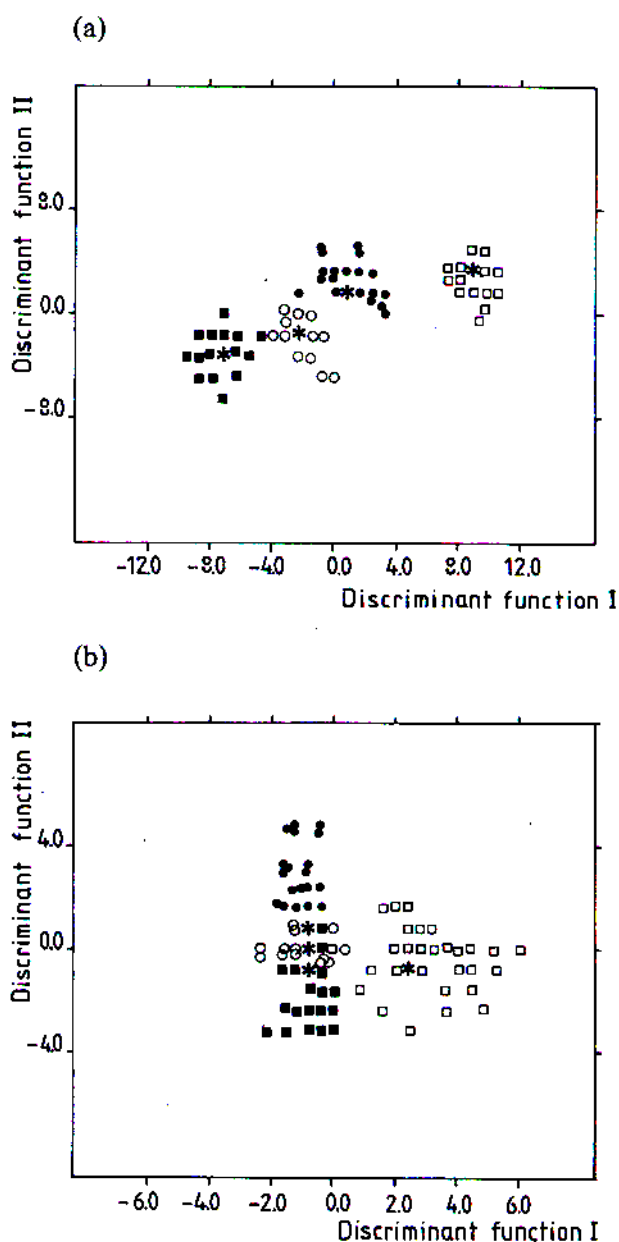 (a)
Discriminant function II
8.0
0.0
-8.0
-12.0 -8.0 -4.0 0.0 4.0 8.0 12.0
Discriminant function I
(b)
Discriminant function II
4.0
0.0
-4.0
-6.0 -4.0 -2.0 0.0 2.0 4.0 6.0
Discriminant function I